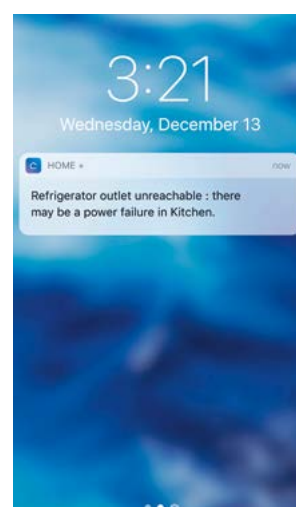 3:21
Wednesday, December 13
C HOME + now
Refrigerator outlet unreachable : there
may be a power failure in Kitchen.